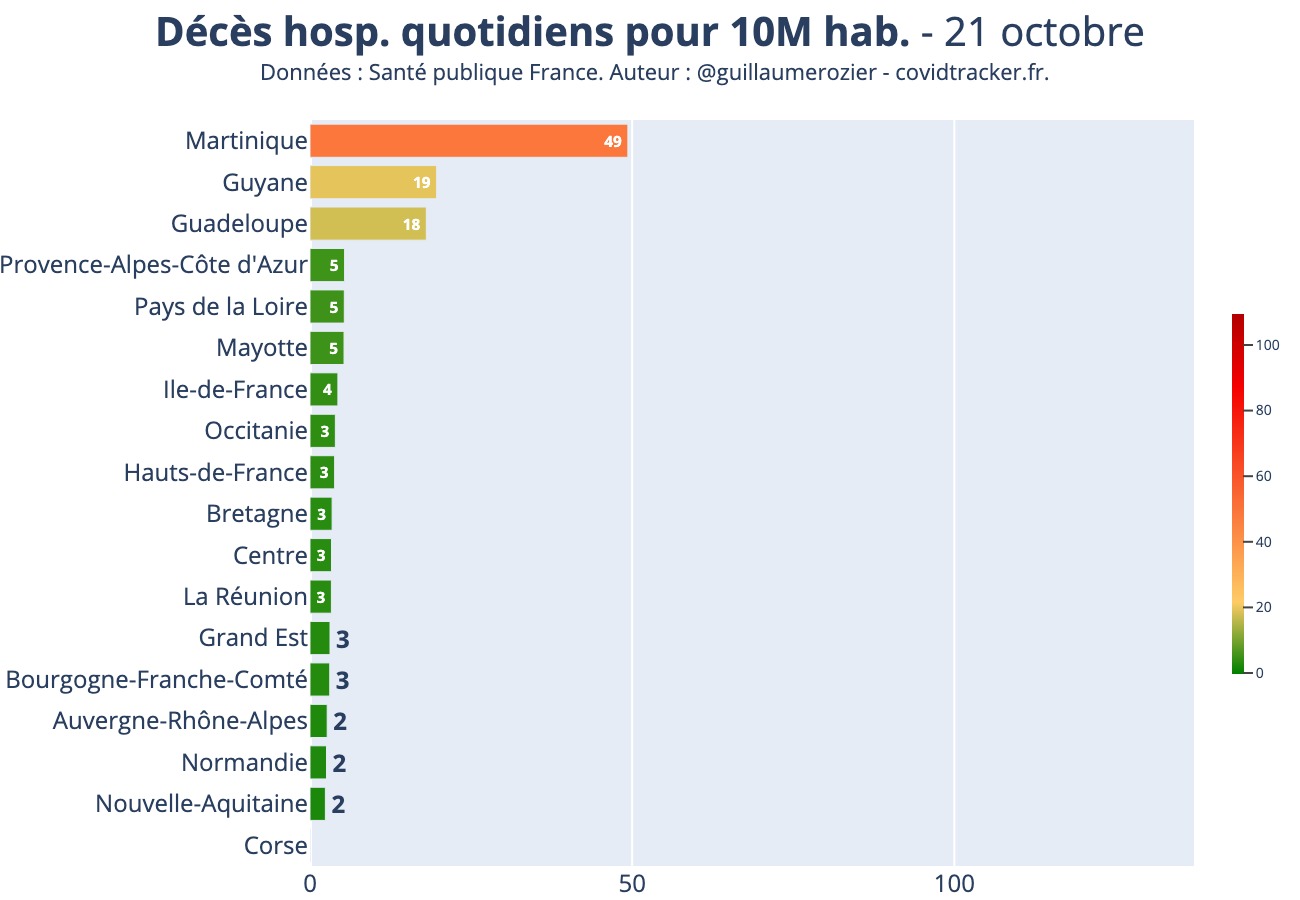 Décès hosp. quotidiens pour 10M hab. - 21 octobre
Données : Santé publique France. Auteur : @guillaumerozier - covidtracker.fr.
Martinique 49
Guyane 19
Guadeloupe 18
Provence-Alpes-Côte d'Azur 5
Pays de la Loire 5
Mayotte 5
Ile-de-France 4
Occitanie 3
Hauts-de-France 3
Bretagne 3
Centre 3
La Réunion 3
Grand Est 3
Bourgogne-Franche-Comté 3
Auvergne-Rhône-Alpes 2
Normandie 2
Nouvelle-Aquitaine 2
Corse
0 50 100
100
80
60
40
20
0